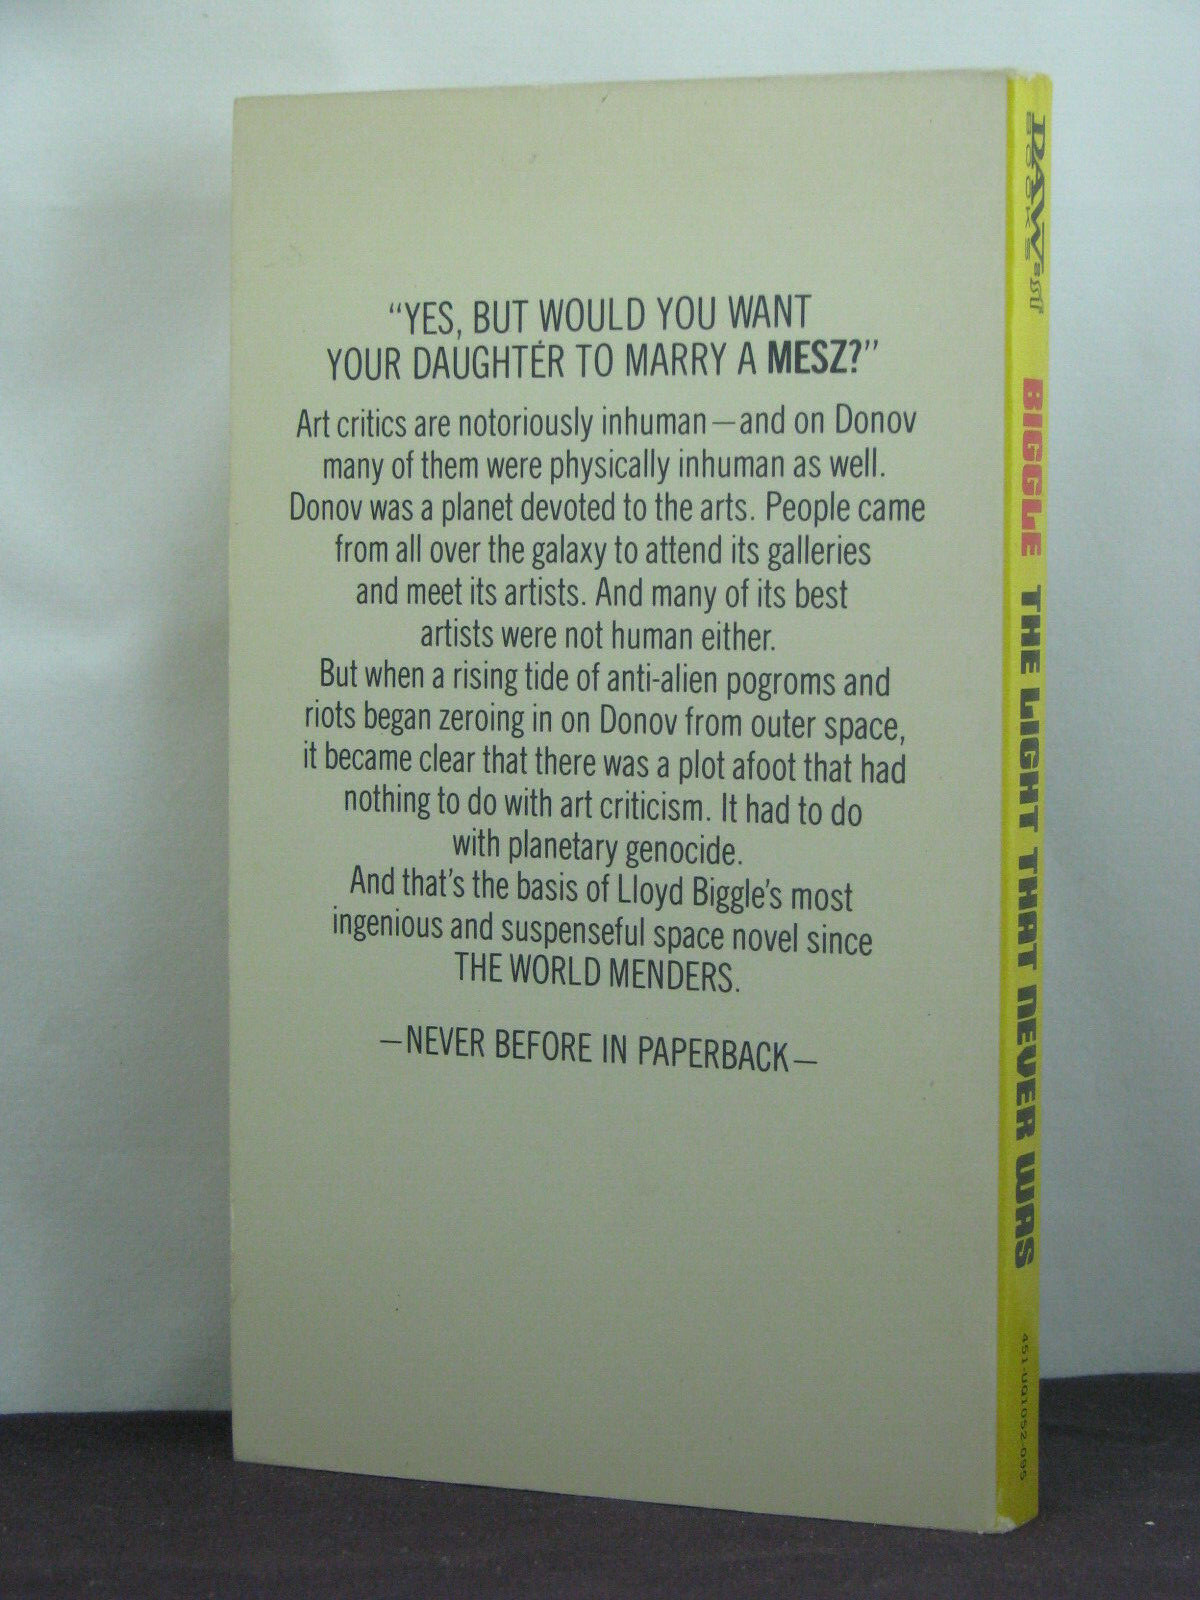 “YES, BUT WOULD YOU WANT
YOUR DAUGHTER TO MARRY A MESZ?”
Art critics are notoriously inhuman—and on Donov
many of them were physically inhuman as well.
Donov was a planet devoted to the arts. People came
from all over the galaxy to attend its galleries
and meet its artists. And many of its best
artists were not human either.
But when a rising tide of anti-alien pogroms and
riots began zeroing in on Donov from outer space,
it became clear that there was a plot afoot that had
nothing to do with art criticism. It had to do
with planetary genocide.
And that’s the basis of Lloyd Biggle’s most
ingenious and suspenseful space novel since
THE WORLD MENDERS.
—NEVER BEFORE IN PAPERBACK—
DAW
BOOKS
sf
BIGGLE THE LIGHT THAT NEVER WAS
451-UQ1052-095